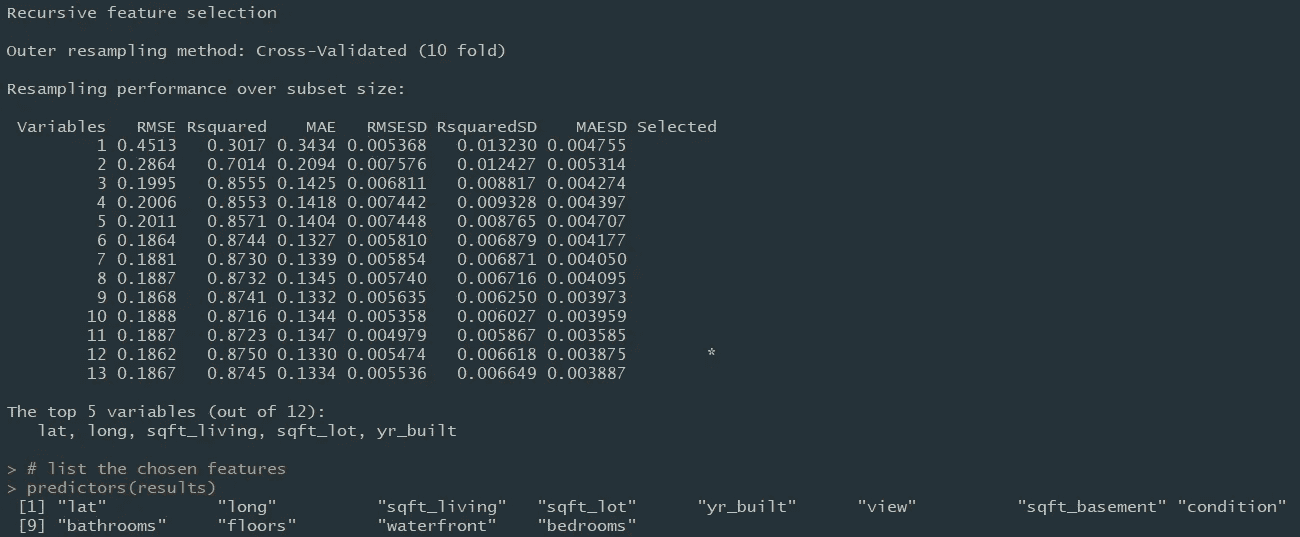 Recursive feature selection
Outer resampling method: Cross-Validated (10 fold)
Resampling performance over subset size:
Variables RMSE Rsquared MAE RMSESD RsquaredSD MAESD Selected
1 0.4513 0.3017 0.3434 0.005368 0.013230 0.004755
2 0.2864 0.7014 0.2094 0.007576 0.012427 0.005314
3 0.1995 0.8555 0.1425 0.006811 0.008817 0.004274
4 0.2006 0.8553 0.1418 0.007442 0.009328 0.004397
5 0.2011 0.8571 0.1404 0.007448 0.008765 0.004707
6 0.1864 0.8744 0.1327 0.005810 0.006879 0.004177
7 0.1881 0.8730 0.1339 0.005854 0.006871 0.004050
8 0.1887 0.8732 0.1345 0.005740 0.006716 0.004095
9 0.1868 0.8741 0.1332 0.005635 0.006250 0.003973
10 0.1888 0.8716 0.1344 0.005358 0.006027 0.003959
11 0.1887 0.8723 0.1347 0.004979 0.005867 0.003585
12 0.1862 0.8750 0.1330 0.005474 0.006618 0.003875 *
13 0.1867 0.8745 0.1334 0.005536 0.006649 0.003887
The top 5 variables (out of 12):
lat, long, sqft_living, sqft_lot, yr_built
> # list the chosen features
> predictors(results)
[1] "lat" "long" "sqft_living" "sqft_lot" "yr_built" "view" "sqft_basement" "condition"
[9] "bathrooms" "floors" "waterfront" "bedrooms"